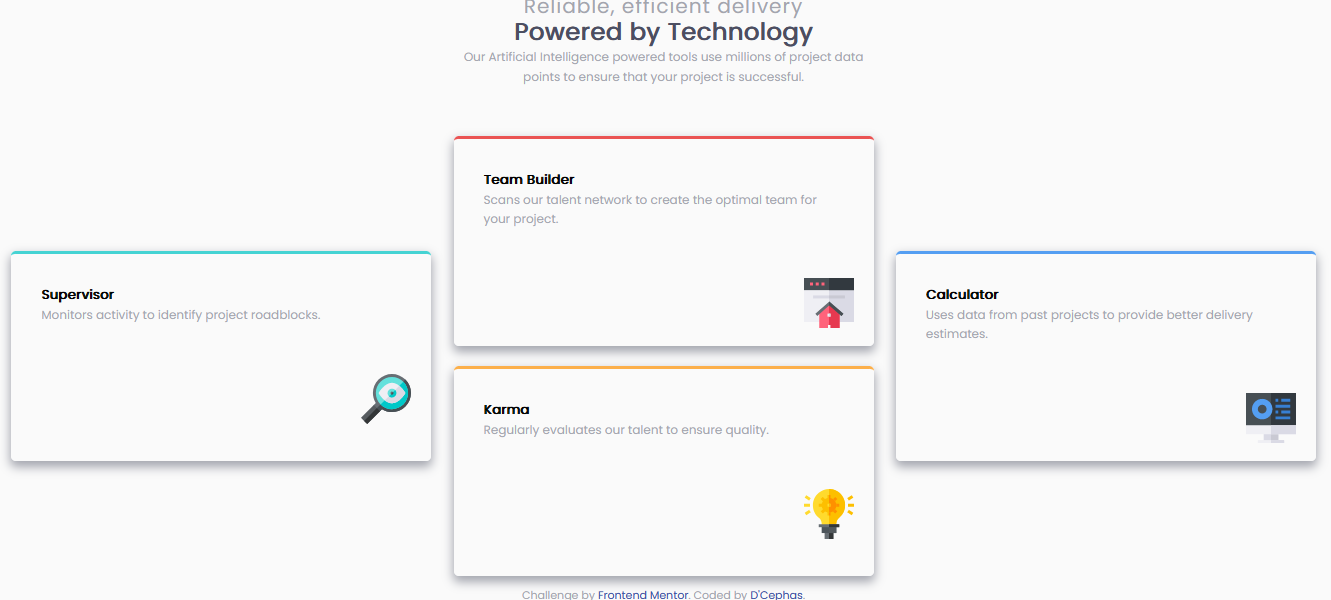 Reliable, efficient delivery
Powered by Technology
Our Artificial Intelligence powered tools use millions of project data
points to ensure that your project is successful.
Supervisor
Monitors activity to identify project roadblocks.
Team Builder
Scans our talent network to create the optimal team for
your project.
Karma
Regularly evaluates our talent to ensure quality.
Calculator
Uses data from past projects to provide better delivery
estimates.
Challenge by Frontend Mentor. Coded by D'Cephas.